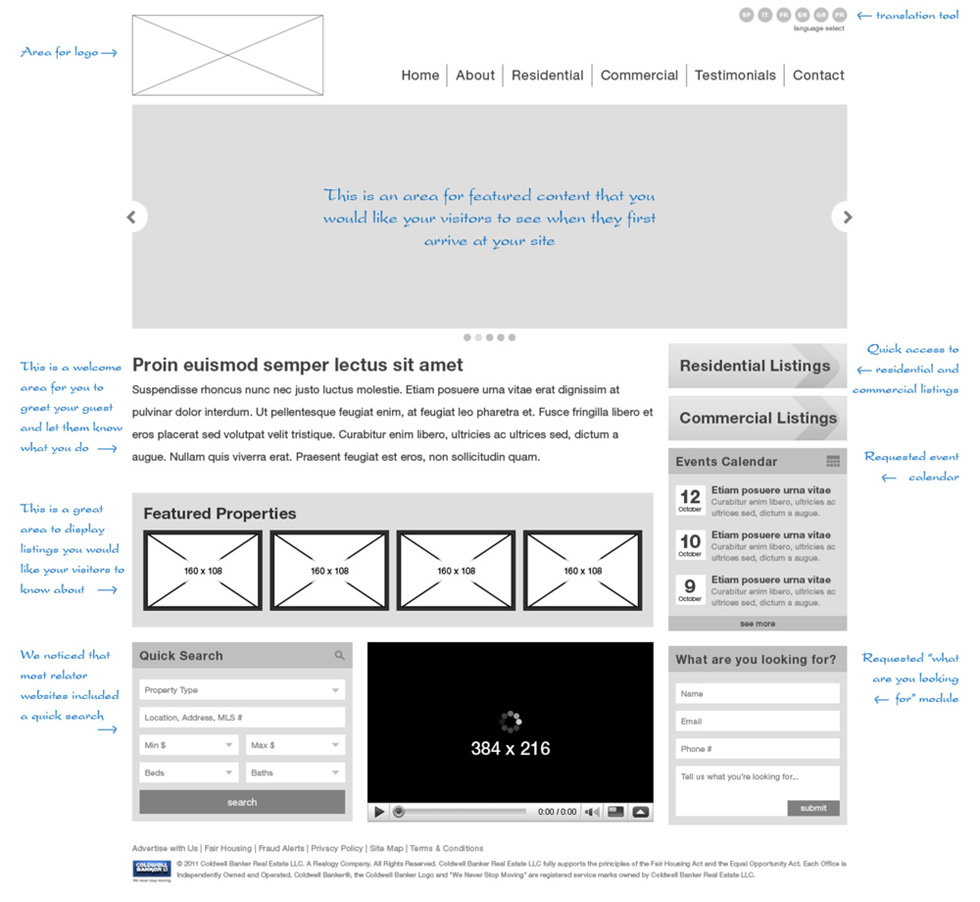 SP IT FR EN GR PR
← translation tool
language select
Area for logo →
Home | About | Residential | Commercial | Testimonials | Contact
This is an area for featured content that you
would like your visitors to see when they first
arrive at your site
This is a welcome
area for you to
greet your guest
and let them know
what you do →
Proin euismod semper lectus sit amet
Suspendisse rhoncus nunc nec justo luctus molestie. Etiam posuere urna vitae erat dignissim at
pulvinar dolor interdum. Ut pellentesque feugiat enim, at feugiat leo pharetra et. Fusce fringilla libero et
eros placerat sed volutpat velit tristique. Curabitur enim libero, ultricies ac ultrices sed, dictum a
augue. Nullam quis viverra erat. Praesent feugiat est eros, non sollicitudin quam.
Residential Listings
Commercial Listings
Quick access to
← residential and
commercial listings
Events Calendar
12
October
Etiam posuere urna vitae
Curabitur enim libero, ultricies ac
ultrices sed, dictum a augue.
10
October
Etiam posuere urna vitae
Curabitur enim libero, ultricies ac
ultrices sed, dictum a augue.
9
October
Etiam posuere urna vitae
Curabitur enim libero, ultricies ac
ultrices sed, dictum a augue.
see more
Requested event
← calendar
This is a great
area to display
listings you would
like your visitors to
know about →
Featured Properties
160 x 108
160 x 108
160 x 108
160 x 108
We noticed that
most relator
websites included
a quick search
→
Quick Search
Property Type
Location, Address, MLS #
Min $
Max $
Beds
Baths
search
384 x 216
0:00 / 0:00
What are you looking for?
Name
Email
Phone #
Tell us what you're looking for...
submit
Requested "what
are you looking
← for" module
Advertise with Us | Fair Housing | Fraud Alerts | Privacy Policy | Site Map | Terms & Conditions
COLDWELL
BANKER
We never stop moving
© 2011 Coldwell Banker Real Estate LLC. A Realogy Company. All Rights Reserved. Coldwell Banker Real Estate LLC fully supports the principles of the Fair Housing Act and the Equal Opportunity Act. Each Office is
Independently Owned and Operated. Coldwell Banker®, the Coldwell Banker Logo and "We Never Stop Moving" are registered service marks owned by Coldwell Banker Real Estate LLC.